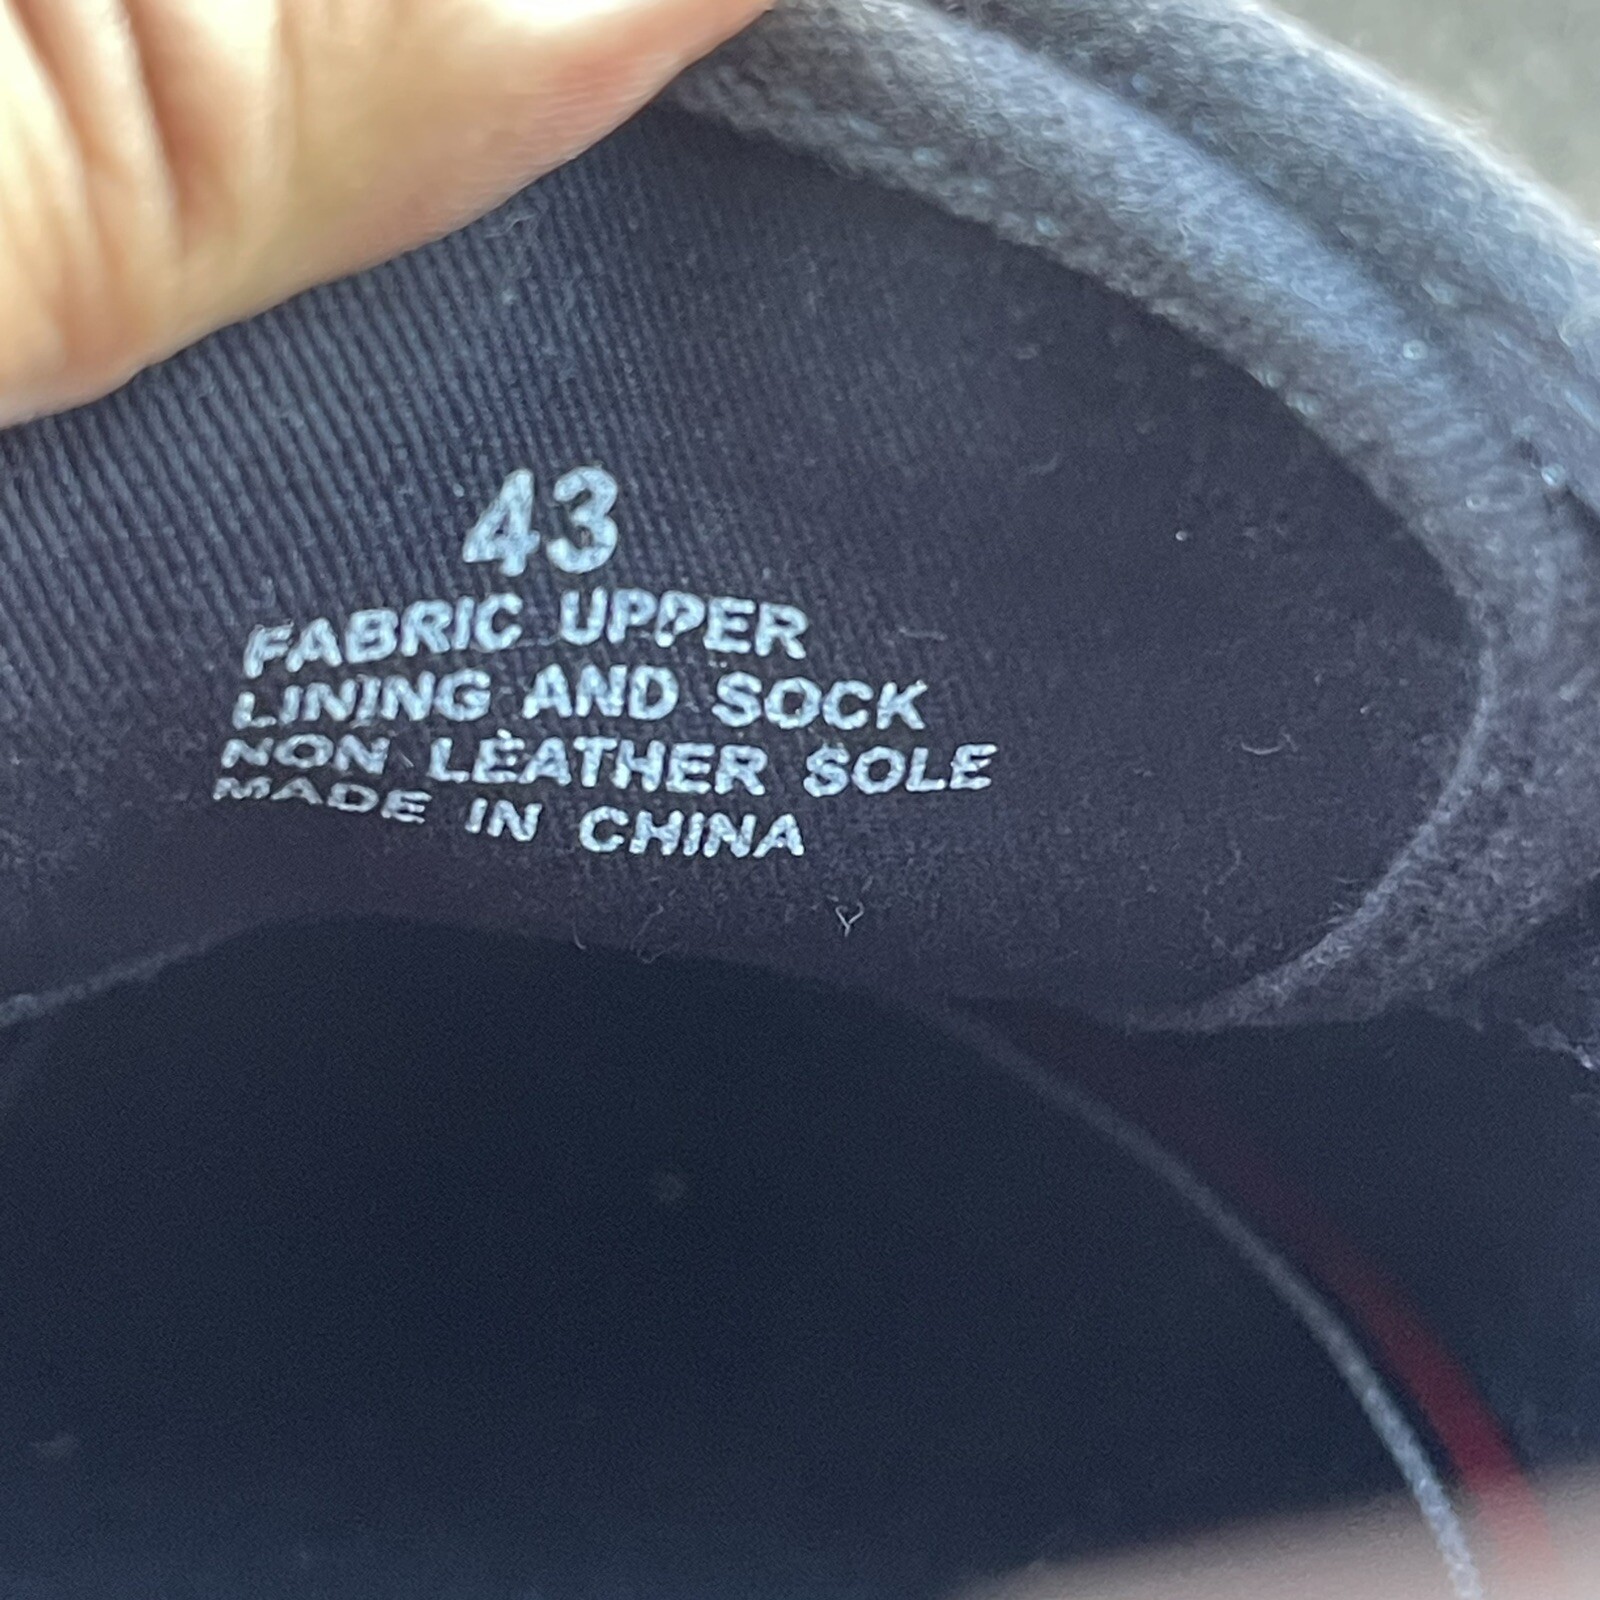 43
FABRIC UPPER
LINING AND SOCK
NON LEATHER SOLE
MADE IN CHINA